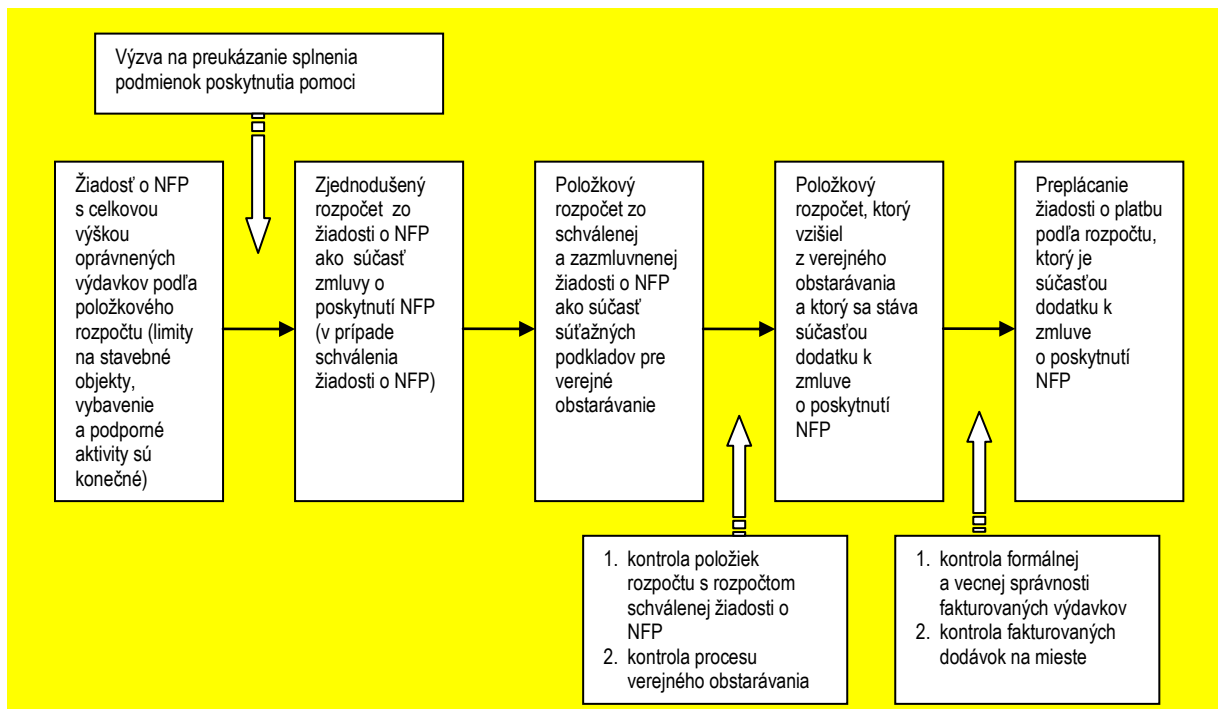 Výzva na preukázanie splnenia
podmienok poskytnutia pomoci
Žiadosť o NFP
s celkovou
výškou
oprávnených
výdavkov podľa
položkového
rozpočtu (limity
na stavebné
objekty,
vybavenie
a podporné
aktivity sú
konečné)
Zjednodušený
rozpočet zo
žiadosti o NFP
ako súčasť
zmluvy o
poskytnutí NFP
(v prípade
schválenia
žiadosti o NFP)
Položkový
rozpočet zo
schválenej
a zazmluvnenej
žiadosti o NFP
ako súčasť
súťažných
podkladov pre
verejné
obstarávanie
Položkový
rozpočet, ktorý
vzišiel
z verejného
obstarávania
a ktorý sa stáva
súčasťou
dodatku k
zmluve
o poskytnutí
NFP
Preplácanie
žiadosti o platbu
podľa rozpočtu,
ktorý je
súčasťou
dodatku k
zmluve
o poskytnutí
NFP
1. kontrola položiek
rozpočtu s rozpočtom
schválenej žiadosti o
NFP
2. kontrola procesu
verejného obstarávania
1. kontrola formálnej
a vecnej správnosti
fakturovaných výdavkov
2. kontrola fakturovaných
dodávok na mieste